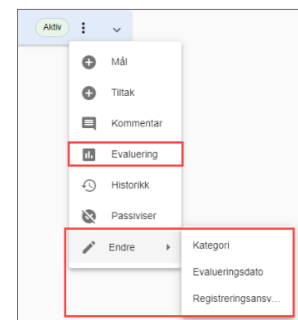 Aktiv
Mål
Tiltak
Kommentar
Evaluering
Historikk
Passiviser
Endre
Kategori
Evalueringsdato
Registreringsansv...